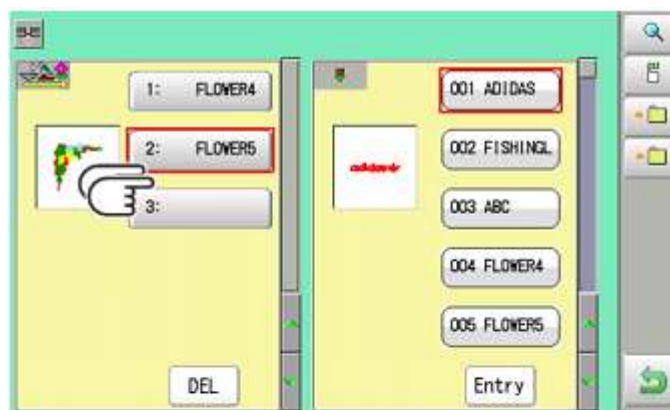 1: FLOWER4
2: FLOWER5
3:
DEL
001 ADIDAS
002 FISHINGL
003 ABC
004 FLOWER4
005 FLOWER5
Entry